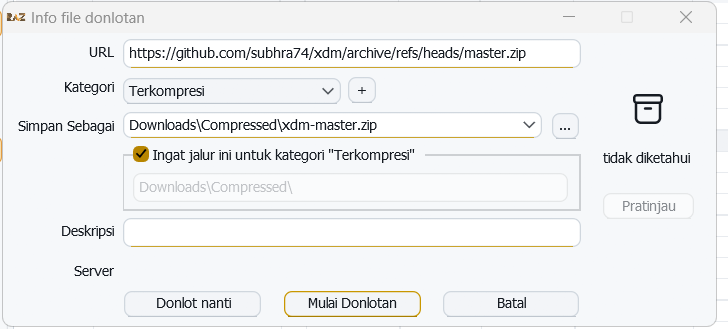 RAZ Info file donlotan
URL https://github.com/subhra74/xdm/archive/refs/heads/master.zip
Kategori Terkompresi +
Simpan Sebagai Downloads\Compressed\xdm-master.zip ...
Ingat jalur ini untuk kategori "Terkompresi"
tidak diketahui
Downloads\Compressed\
Pratinjau
Deskripsi
Server
Donlot nanti Mulai Donlotan Batal